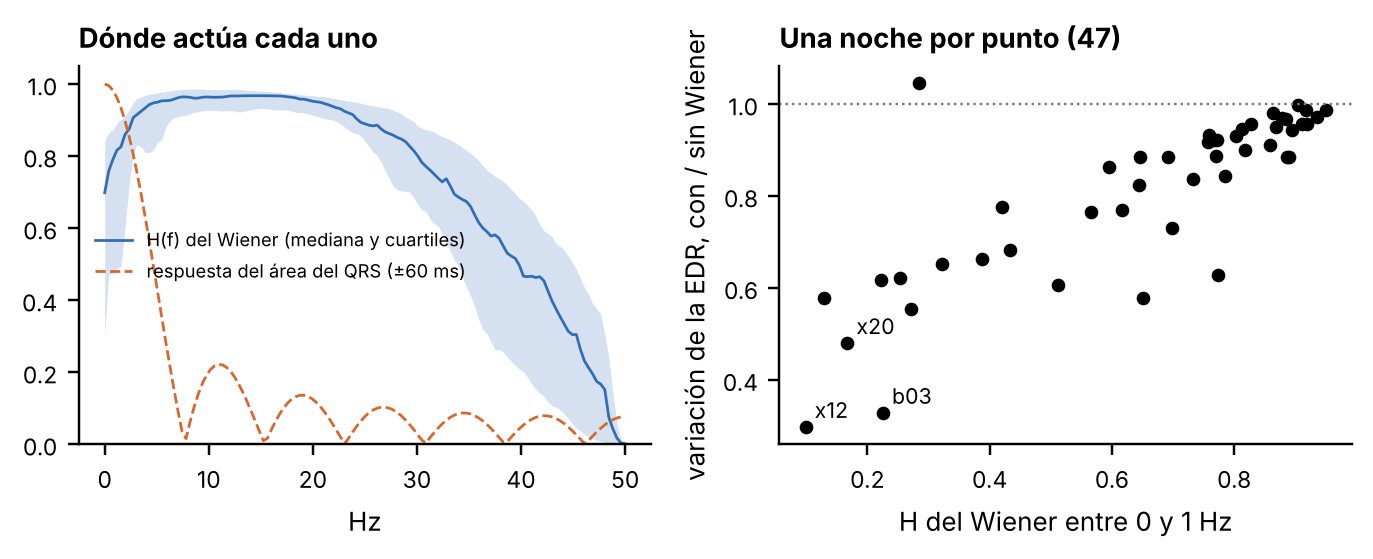 Dónde actúa cada uno
1.0
0.8
0.6
0.4
0.2
0.0
H(f) del Wiener (mediana y cuartiles)
respuesta del área del QRS (±60 ms)
0 10 20 30 40 50
Hz
Una noche por punto (47)
variación de la EDR, con / sin Wiener
1.0
0.8
0.6
0.4
x20
b03
x12
0.2 0.4 0.6 0.8
H del Wiener entre 0 y 1 Hz